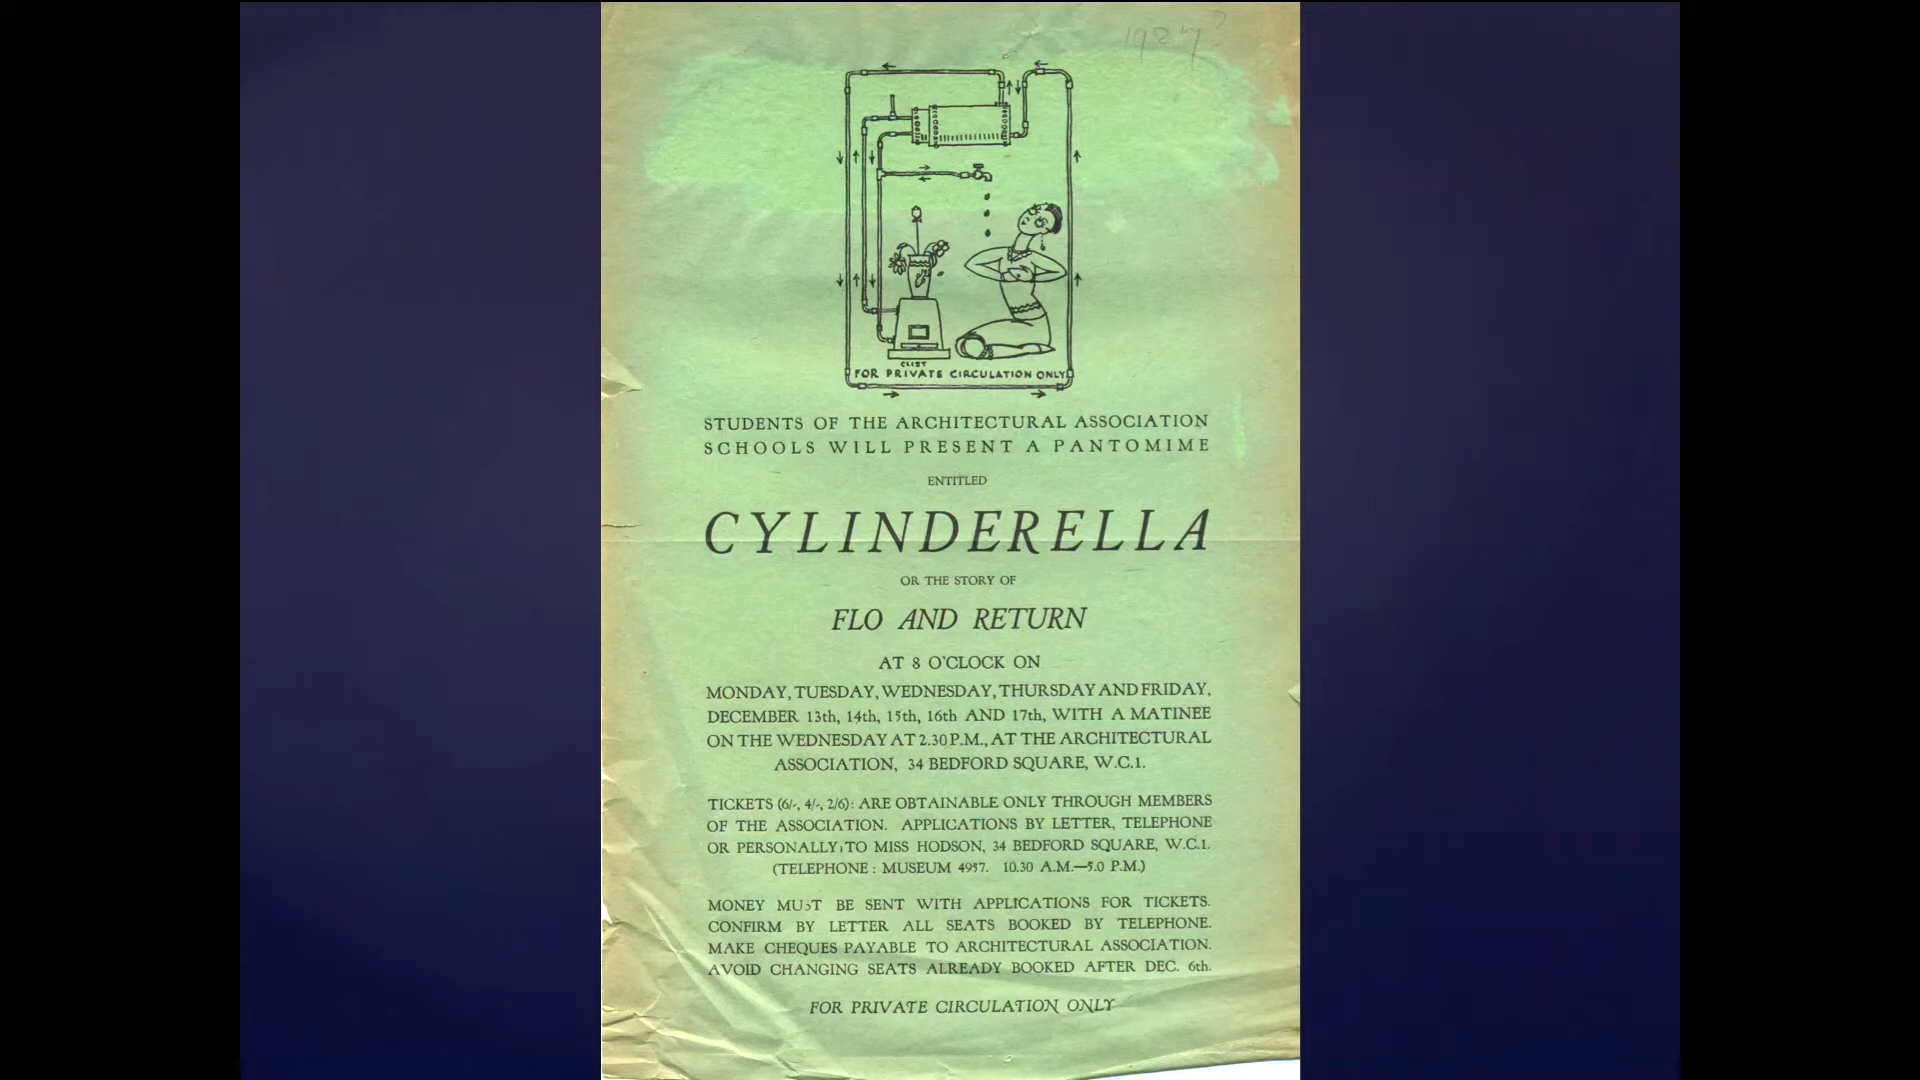 1927?
CLIST
FOR PRIVATE CIRCULATION ONLY
STUDENTS OF THE ARCHITECTURAL ASSOCIATION
SCHOOLS WILL PRESENT A PANTOMIME
ENTITLED
CYLINDERELLA
OR THE STORY OF
FLO AND RETURN
AT 8 O'CLOCK ON
MONDAY, TUESDAY, WEDNESDAY, THURSDAY AND FRIDAY,
DECEMBER 13th, 14th, 15th, 16th AND 17th, WITH A MATINEE
ON THE WEDNESDAY AT 2.30 P.M., AT THE ARCHITECTURAL
ASSOCIATION, 34 BEDFORD SQUARE, W.C.1.
TICKETS (6/-, 4/-, 2/6): ARE OBTAINABLE ONLY THROUGH MEMBERS
OF THE ASSOCIATION. APPLICATIONS BY LETTER, TELEPHONE
OR PERSONALLY, TO MISS HODSON, 34 BEDFORD SQUARE, W.C.1.
(TELEPHONE : MUSEUM 4957. 10.30 A.M.—5.0 P.M.)
MONEY MUST BE SENT WITH APPLICATIONS FOR TICKETS.
CONFIRM BY LETTER ALL SEATS BOOKED BY TELEPHONE.
MAKE CHEQUES PAYABLE TO ARCHITECTURAL ASSOCIATION.
AVOID CHANGING SEATS ALREADY BOOKED AFTER DEC. 6th.
FOR PRIVATE CIRCULATION ONLY